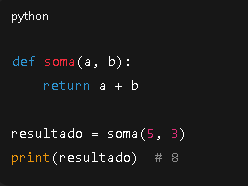 python
def soma(a, b):
    return a + b
resultado = soma(5, 3)
print(resultado)  # 8